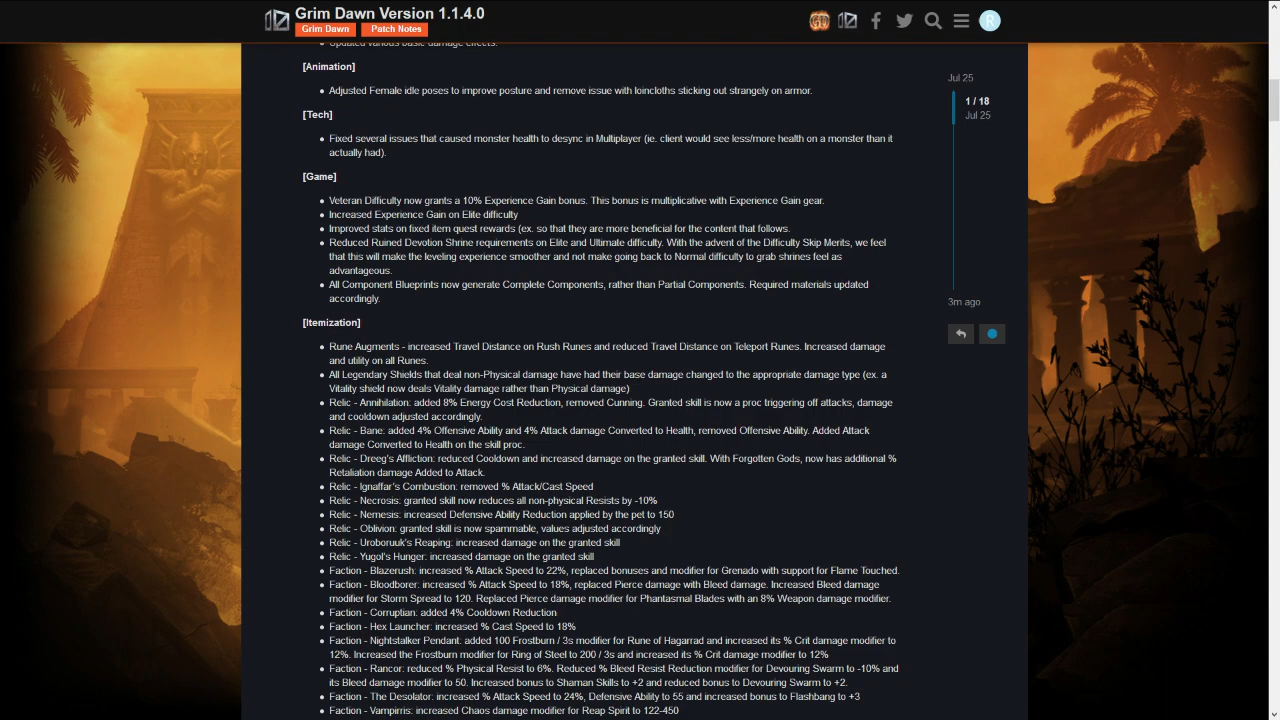 Grim Dawn Version 1.1.4.0
Grim Dawn Patch Notes
R
Updated various basic damage effects.
[Animation]
Adjusted Female idle poses to improve posture and remove issue with loincloths sticking out strangely on armor.
[Tech]
Fixed several issues that caused monster health to desync in Multiplayer (ie. client would see less/more health on a monster than it
actually had).
[Game]
Veteran Difficulty now grants a 10% Experience Gain bonus. This bonus is multiplicative with Experience Gain gear.
Increased Experience Gain on Elite difficulty
Improved stats on fixed item quest rewards (ex. so that they are more beneficial for the content that follows.
Reduced Ruined Devotion Shrine requirements on Elite and Ultimate difficulty. With the advent of the Difficulty Skip Merits, we feel
that this will make the leveling experience smoother and not make going back to Normal difficulty to grab shrines feel as
advantageous.
All Component Blueprints now generate Complete Components, rather than Partial Components. Required materials updated
accordingly.
[Itemization]
Rune Augments - increased Travel Distance on Rush Runes and reduced Travel Distance on Teleport Runes. Increased damage
and utility on all Runes.
All Legendary Shields that deal non-Physical damage have had their base damage changed to the appropriate damage type (ex. a
Vitality shield now deals Vitality damage rather than Physical damage)
Relic - Annihilation: added 8% Energy Cost Reduction, removed Cunning. Granted skill is now a proc triggering off attacks, damage
and cooldown adjusted accordingly.
Relic - Bane: added 4% Offensive Ability and 4% Attack damage Converted to Health, removed Offensive Ability. Added Attack
damage Converted to Health on the skill proc.
Relic - Dreeg's Affliction: reduced Cooldown and increased damage on the granted skill. With Forgotten Gods, now has additional %
Retaliation damage Added to Attack.
Relic - Ignaffar's Combustion: removed % Attack/Cast Speed
Relic - Necrosis: granted skill now reduces all non-physical Resists by -10%
Relic - Nemesis: increased Defensive Ability Reduction applied by the pet to 150
Relic - Oblivion: granted skill is now spammable, values adjusted accordingly
Relic - Uroboruuk's Reaping: increased damage on the granted skill
Relic - Yugol's Hunger: increased damage on the granted skill
Faction - Blazerush: increased % Attack Speed to 22%, replaced bonuses and modifier for Grenado with support for Flame Touched.
Faction - Bloodborer: increased % Attack Speed to 18%, replaced Pierce damage with Bleed damage. Increased Bleed damage
modifier for Storm Spread to 120. Replaced Pierce damage modifier for Phantasmal Blades with an 8% Weapon damage modifier.
Faction - Corruptian: added 4% Cooldown Reduction
Faction - Hex Launcher: increased % Cast Speed to 18%
Faction - Nightstalker Pendant: added 100 Frostburn / 3s modifier for Rune of Hagarrad and increased its % Crit damage modifier to
12%. Increased the Frostburn modifier for Ring of Steel to 200 / 3s and increased its % Crit damage modifier to 12%
Faction - Rancor: reduced % Physical Resist to 6%. Reduced % Bleed Resist Reduction modifier for Devouring Swarm to -10% and
its Bleed damage modifier to 50. Increased bonus to Shaman Skills to +2 and reduced bonus to Devouring Swarm to +2.
Faction - The Desolator: increased % Attack Speed to 24%, Defensive Ability to 55 and increased bonus to Flashbang to +3
Faction - Vampirris: increased Chaos damage modifier for Reap Spirit to 122-450
Jul 25
1 / 18
Jul 25
3m ago